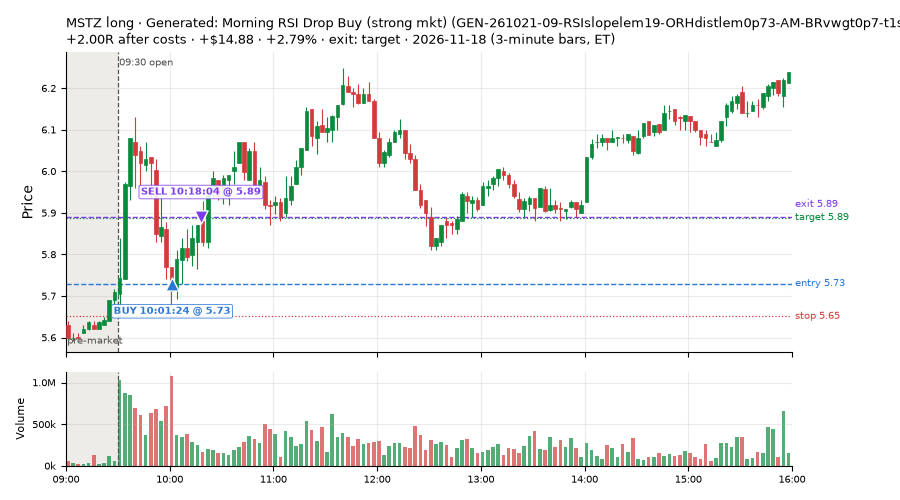 MSTZ long · Generated: Morning RSI Drop Buy (strong mkt) (GEN-261021-09-RSIslopelem19-ORHdistlem0p73-AM-BRvwgt0p7-t1s
+2.00R after costs · +$14.88 · +2.79% · exit: target · 2026-11-18 (3-minute bars, ET)
09:30 open
6.2
6.1
6.0
5.9
5.8
5.7
5.6
Price
SELL 10:18:04 @ 5.89
BUY 10:01:24 @ 5.73
pre-market
exit 5.89
target 5.89
entry 5.73
stop 5.65
1.0M
500k
0k
Volume
09:00
10:00
11:00
12:00
13:00
14:00
15:00
16:00